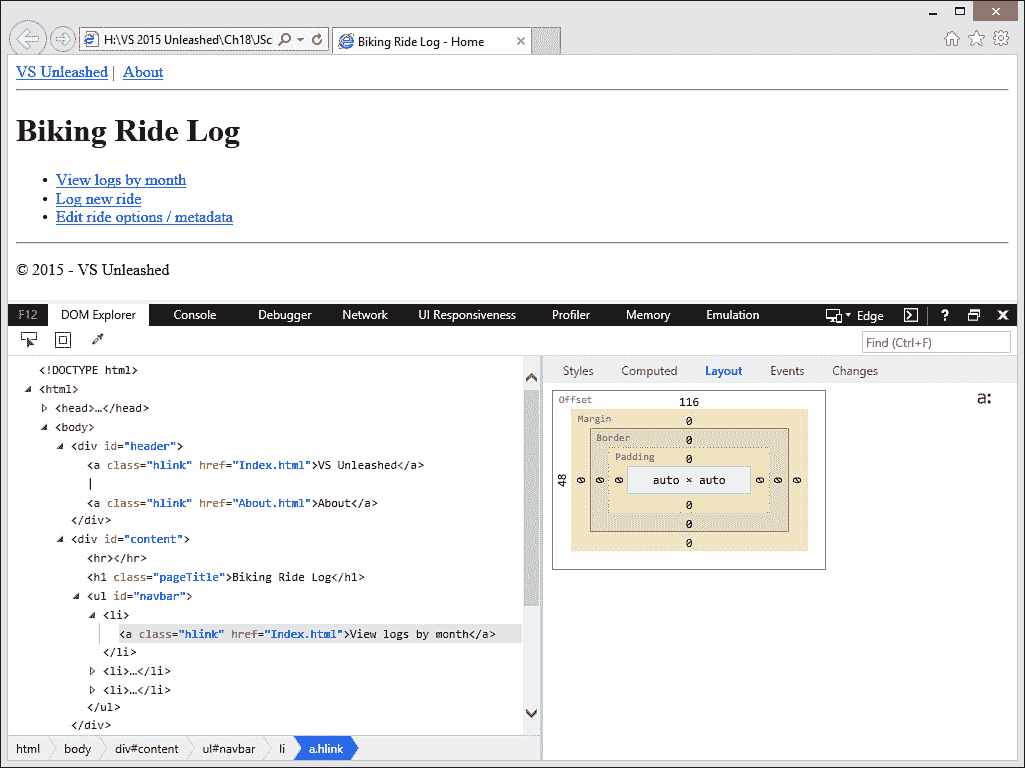 H:\VS 2015 Unleashed\Ch18\JSc
Biking Ride Log - Home
VS Unleashed | About
Biking Ride Log
• View logs by month
• Log new ride
• Edit ride options / metadata
© 2015 - VS Unleashed
F12 DOM Explorer Console Debugger Network UI Responsiveness Profiler Memory Emulation Edge ?
Find (Ctrl+F)
<!DOCTYPE html>
<html>
<head>…</head>
<body>
<div id="header">
<a class="hlink" href="Index.html">VS Unleashed</a>
|
<a class="hlink" href="About.html">About</a>
</div>
<div id="content">
<hr></hr>
<h1 class="pageTitle">Biking Ride Log</h1>
<ul id="navbar">
<li>
<a class="hlink" href="Index.html">View logs by month</a>
</li>
<li>…</li>
<li>…</li>
</ul>
</div>
html body div#content ul#navbar li a.hlink
Styles Computed Layout Events Changes
a:
Offset 116
Margin 0
Border 0
Padding 0
48 0 0 0 auto × auto 0 0 0
0
0
0